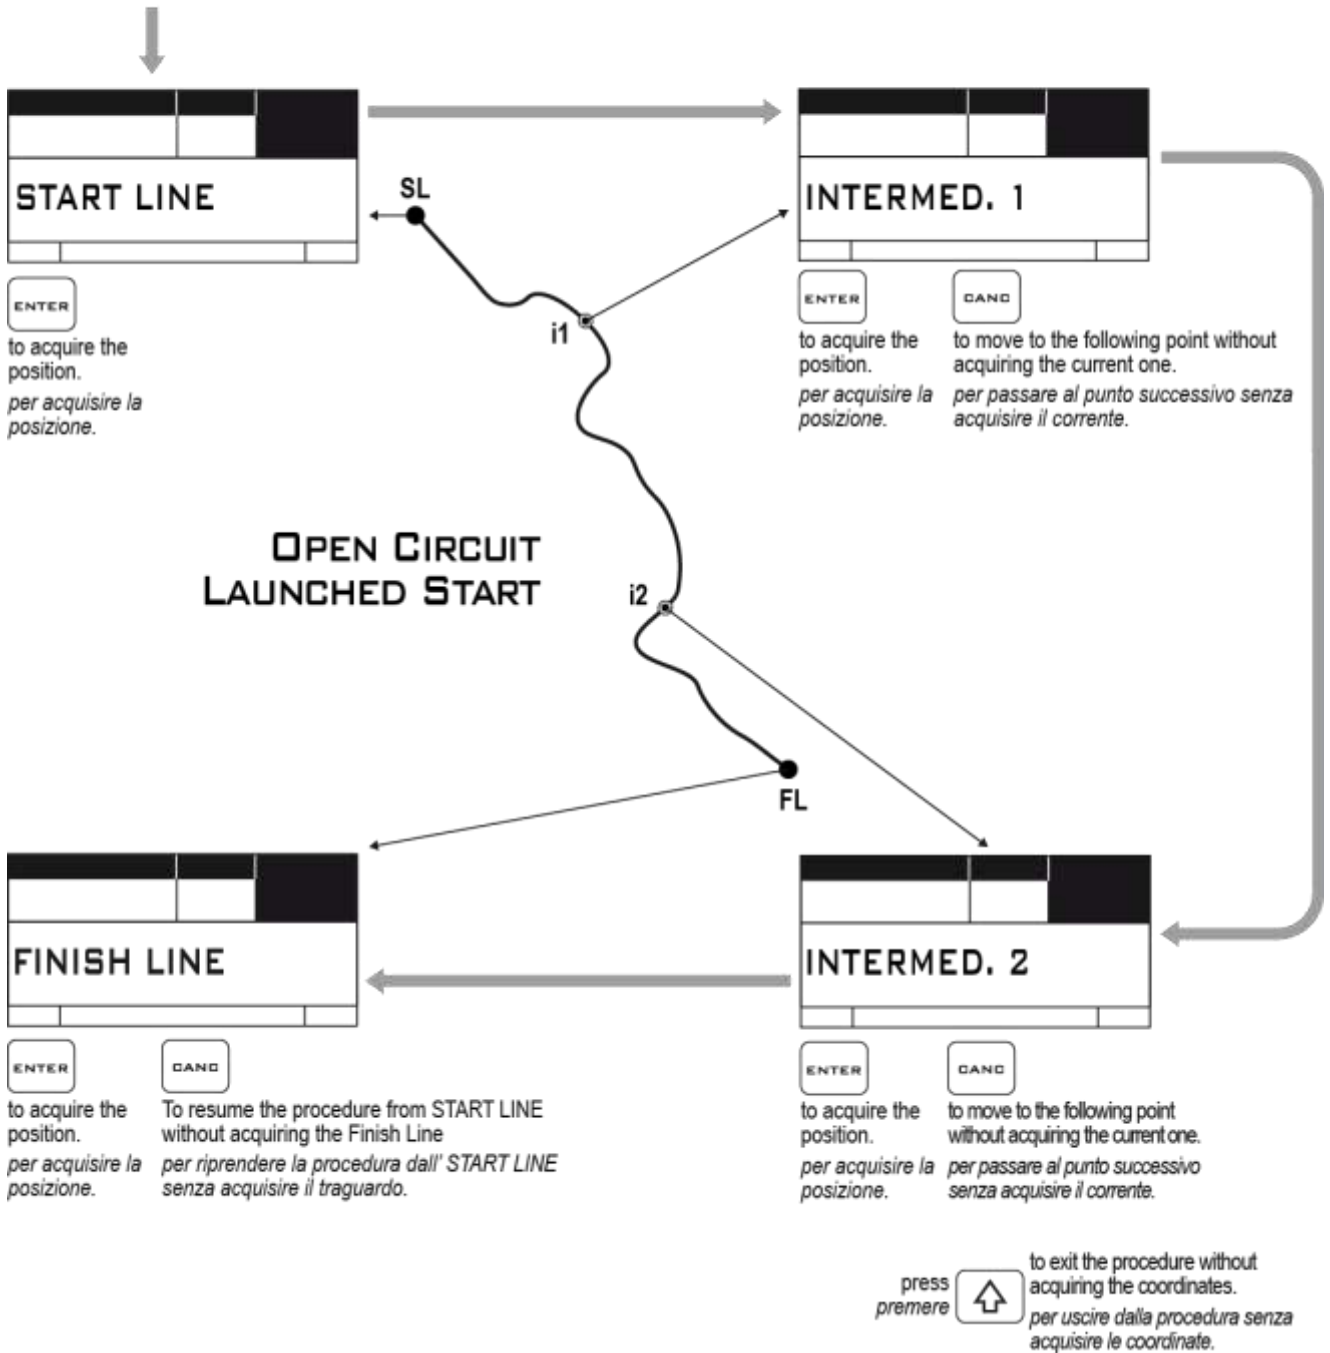 START LINE
ENTER
to acquire the
position.
per acquisire la
posizione.
SL
i1
INTERMED. 1
ENTER
to acquire the
position.
per acquisire la
posizione.
CANC
to move to the following point without
acquiring the current one.
per passare al punto successivo senza
acquisire il corrente.
OPEN CIRCUIT
LAUNCHED START
i2
FL
FINISH LINE
ENTER
to acquire the
position.
per acquisire la
posizione.
CANC
To resume the procedure from START LINE
without acquiring the Finish Line
per riprendere la procedura dall' START LINE
senza acquisire il traguardo.
INTERMED. 2
ENTER
to acquire the
position.
per acquisire la
posizione.
CANC
to move to the following point
without acquiring the current one.
per passare al punto successivo
senza acquisire il corrente.
press
premere
to exit the procedure without
acquiring the coordinates.
per uscire dalla procedura senza
acquisire le coordinate.